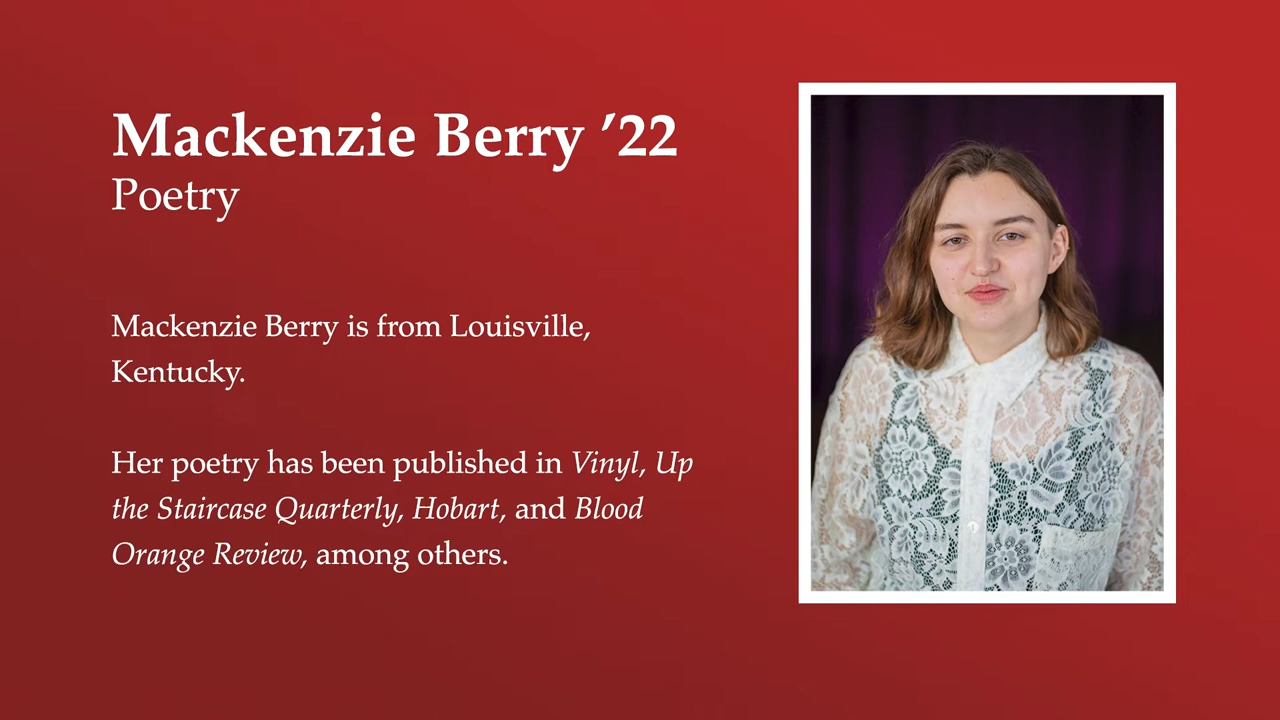 Mackenzie Berry ’22
Poetry
Mackenzie Berry is from Louisville,
Kentucky.
Her poetry has been published in Vinyl, Up
the Staircase Quarterly, Hobart, and Blood
Orange Review, among others.